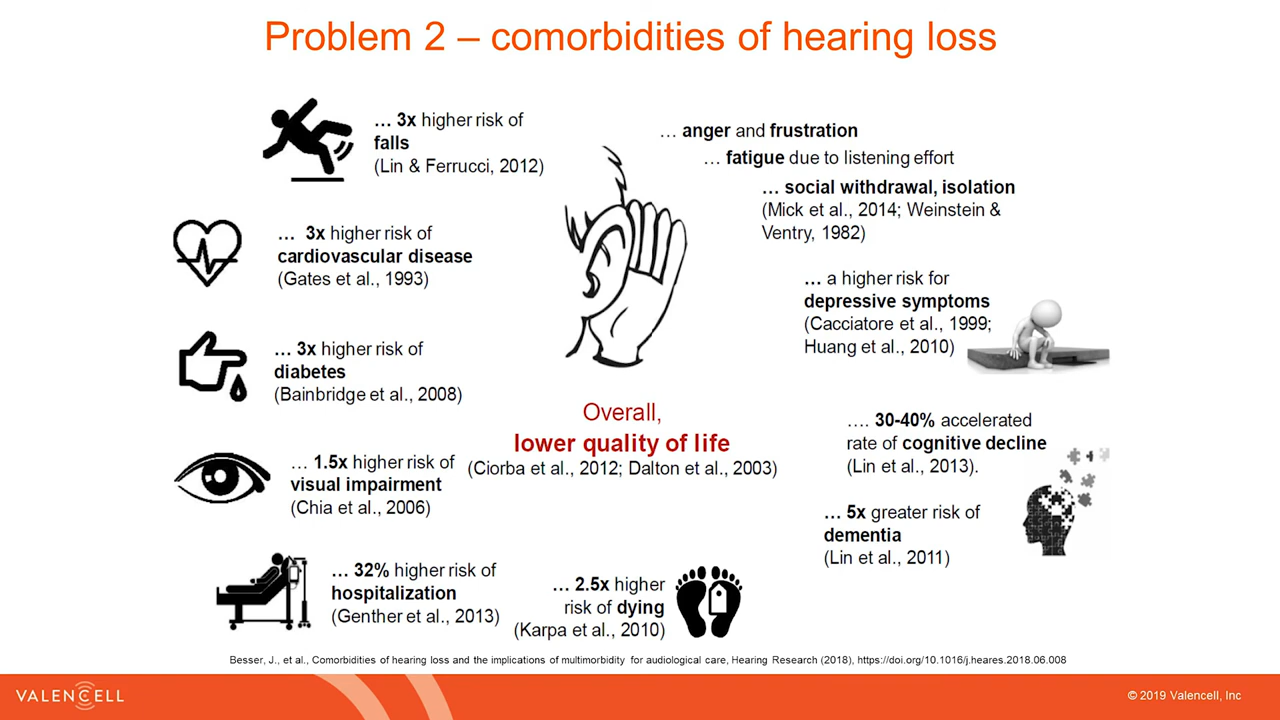 Problem 2 – comorbidities of hearing loss
… 3x higher risk of
falls
(Lin & Ferrucci, 2012)
… 3x higher risk of
cardiovascular disease
(Gates et al., 1993)
… 3x higher risk of
diabetes
(Bainbridge et al., 2008)
… 1.5x higher risk of
visual impairment
(Chia et al., 2006)
… 32% higher risk of
hospitalization
(Genther et al., 2013)
… anger and frustration
… fatigue due to listening effort
… social withdrawal, isolation
(Mick et al., 2014; Weinstein &
Ventry, 1982)
… a higher risk for
depressive symptoms
(Cacciatore et al., 1999;
Huang et al., 2010)
Overall,
lower quality of life
(Ciorba et al., 2012; Dalton et al., 2003)
…. 30-40% accelerated
rate of cognitive decline
(Lin et al., 2013).
… 5x greater risk of
dementia
(Lin et al., 2011)
… 2.5x higher
risk of dying
(Karpa et al., 2010)
Besser, J., et al., Comorbidities of hearing loss and the implications of multimorbidity for audiological care, Hearing Research (2018), https://doi.org/10.1016/j.heares.2018.06.008
VALENCELL
© 2019 Valencell, Inc